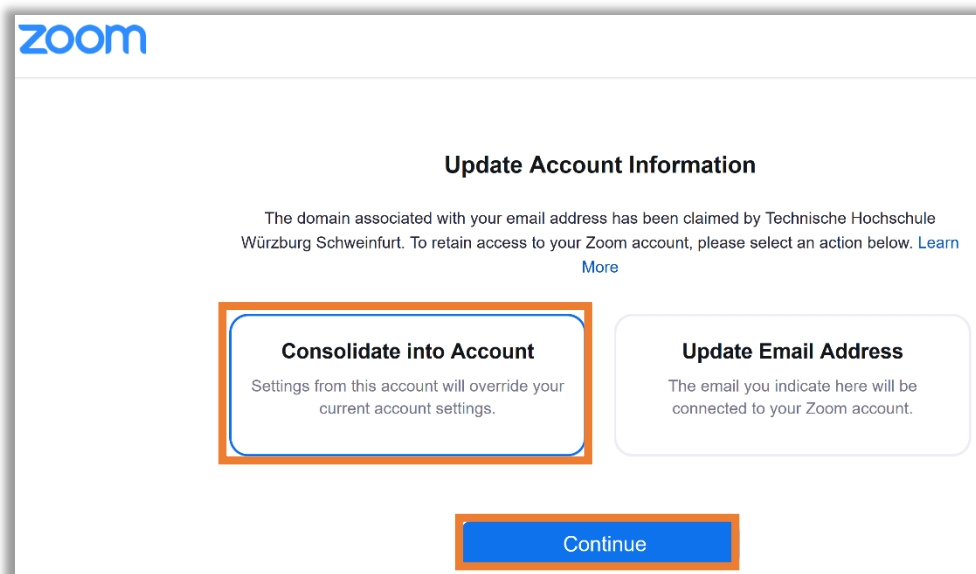 zoom
Update Account Information
The domain associated with your email address has been claimed by Technische Hochschule
Würzburg Schweinfurt. To retain access to your Zoom account, please select an action below. Learn
More
Consolidate into Account
Settings from this account will override your
current account settings.
Update Email Address
The email you indicate here will be
connected to your Zoom account.
Continue